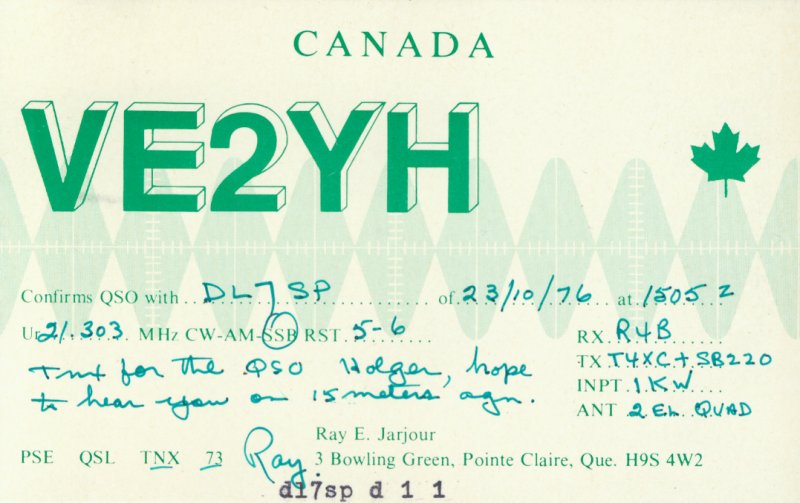 CANADA
VE2YH
Confirms QSO with DL7SP of 23/10/76 at 1505 Z
Ur 21.303 MHz CW-AM-SSB RST 5-6
RX R4B
Tnx for the QSO Holger, hope
TX T4XC + SB220
to hear you on 15 meters agn.
INPT 1KW
ANT 2 EL QUAD
Ray E. Jarjour
PSE QSL TNX 73 Ray 3 Bowling Green, Pointe Claire, Que. H9S 4W2
dl7sp d 1 1